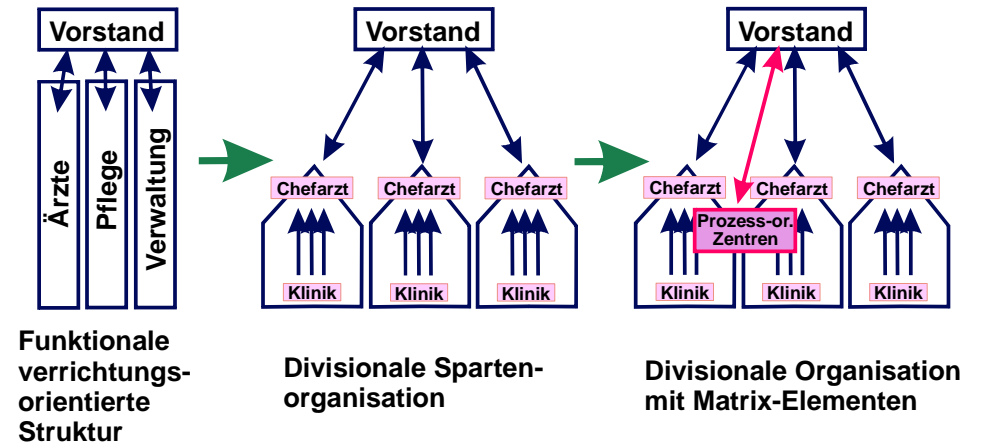 Vorstand
Ärzte
Pflege
Verwaltung
Funktionale
verrichtungs-
orientierte
Struktur
Vorstand
Chefarzt
Chefarzt
Chefarzt
Klinik
Klinik
Klinik
Divisionale Sparten-
organisation
Vorstand
Chefarzt
Chefarzt
Chefarzt
Prozess-or.
Zentren
Klinik
Klinik
Klinik
Divisionale Organisation
mit Matrix-Elementen